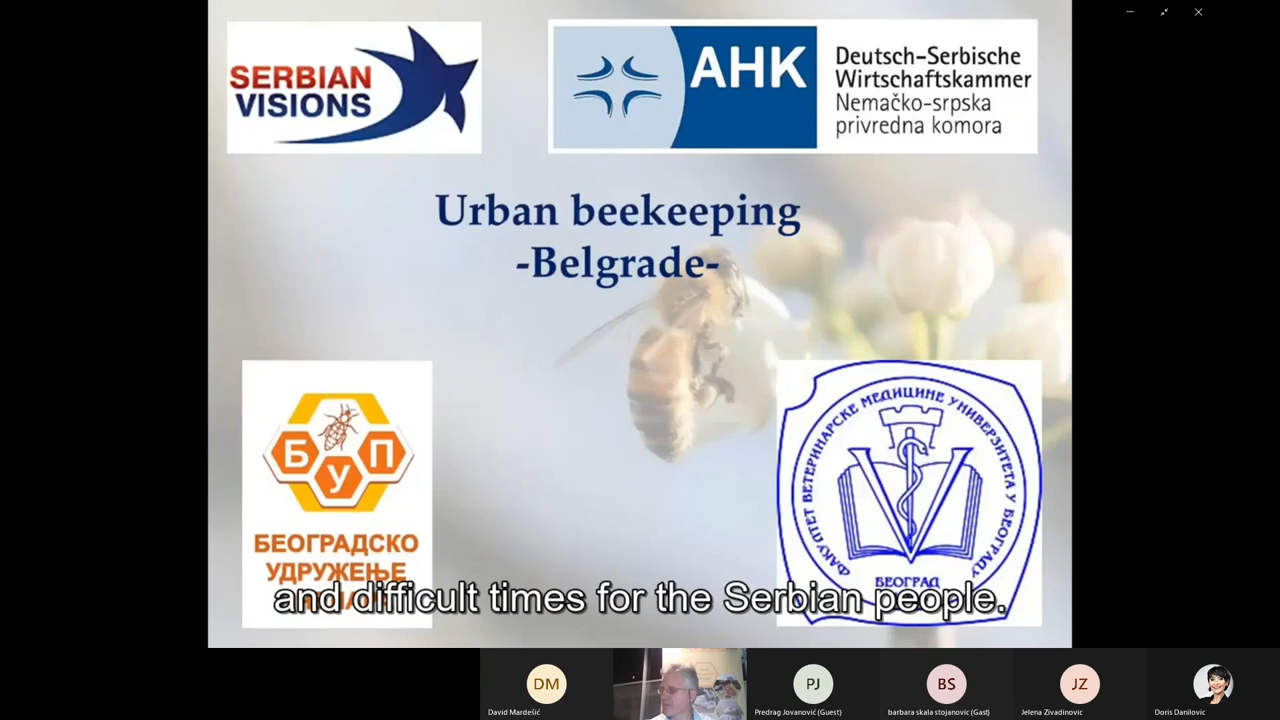 SERBIAN
VISIONS
AHK
Deutsch-Serbische
Wirtschaftskammer
Nemačko-srpska
privredna komora
Urban beekeeping
-Belgrade-
Б
У
П
БЕОГРАДСКО
УДРУЖЕЊЕ
ФАКУЛТЕТ ВЕТЕРИНАРСКЕ МЕДИЦИНЕ УНИВЕРЗИТЕТА У БЕОГРАДУ
БЕОГРАД
and difficult times for the Serbian people.
DM
PJ
BS
JZ
David Mardešić
Predrag Jovanović (Guest)
barbara skala stojanovic (Gast)
Jelena Zivadinovic
Doris Danilovic